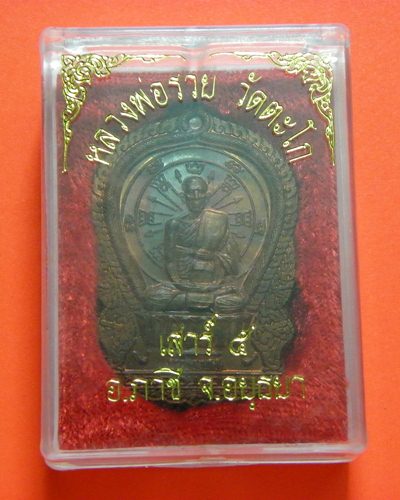 หลวงพ่อรวย วัดตะโก
เสาร์ ๕
อ.ภาชี จ.อยุธยา